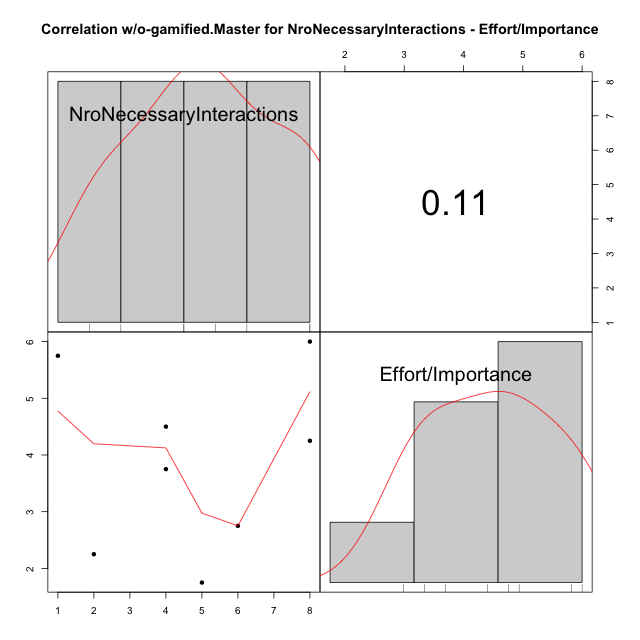 Correlation w/o-gamified.Master for NroNecessaryInteractions - Effort/Importance
2 3 4 5 6
NroNecessaryInteractions
0.11
8
7
6
5
4
3
2
1
Effort/Importance
6
5
4
3
2
1 2 3 4 5 6 7 8